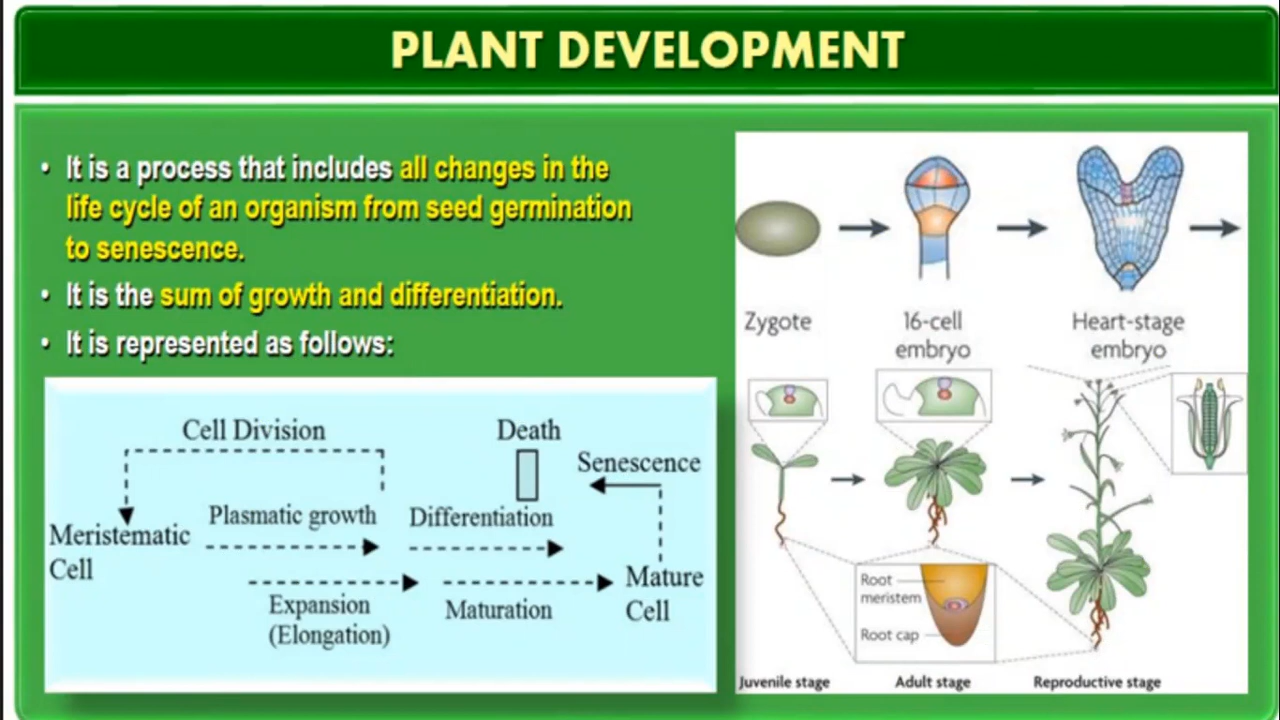 PLANT DEVELOPMENT
• It is a process that includes all changes in the
life cycle of an organism from seed germination
to senescence.
• It is the sum of growth and differentiation.
• It is represented as follows:
Cell Division
Death
Senescence
Plasmatic growth
Differentiation
Meristematic
Cell
Expansion
(Elongation)
Maturation
Mature
Cell
Zygote
16-cell
embryo
Heart-stage
embryo
Root
meristem
Root cap
Juvenile stage
Adult stage
Reproductive stage